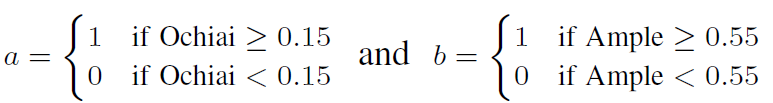 a = { 1 if Ochiai ≥ 0.15
0 if Ochiai < 0.15
and b = { 1 if Ample ≥ 0.55
0 if Ample < 0.55